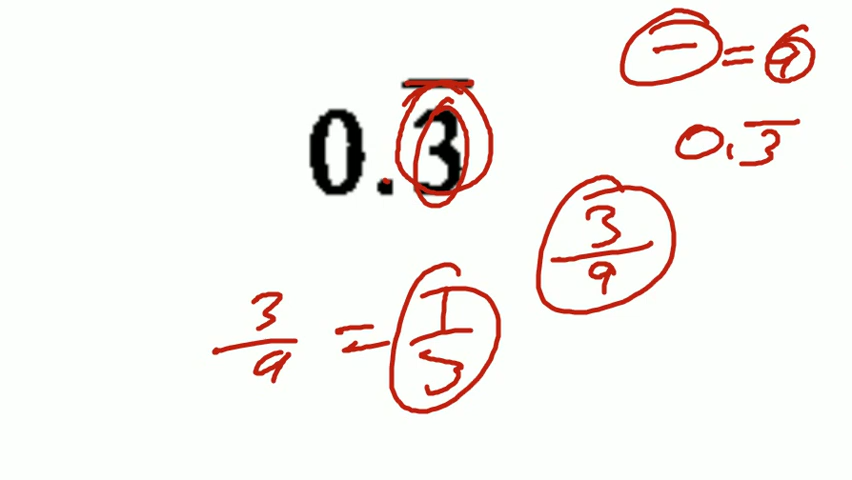 — = 9
0.3̅
0.3̅
3/9
3/9 = 1/3